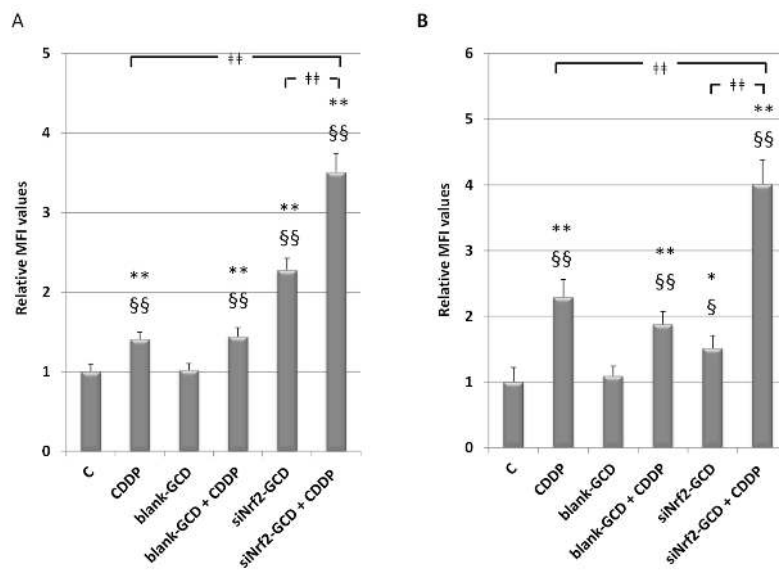 A
Relative MFI values
5
4
3
2
1
0
ǂǂ
ǂǂ
**
§§
**
§§
**
§§
**
§§
C
CDDP
blank-GCD
blank-GCD + CDDP
siNrf2-GCD
siNrf2-GCD + CDDP
B
Relative MFI values
6
5
4
3
2
1
0
ǂǂ
ǂǂ
**
§§
**
§§
*
§
**
§§
C
CDDP
blank-GCD
blank-GCD + CDDP
siNrf2-GCD
siNrf2-GCD + CDDP